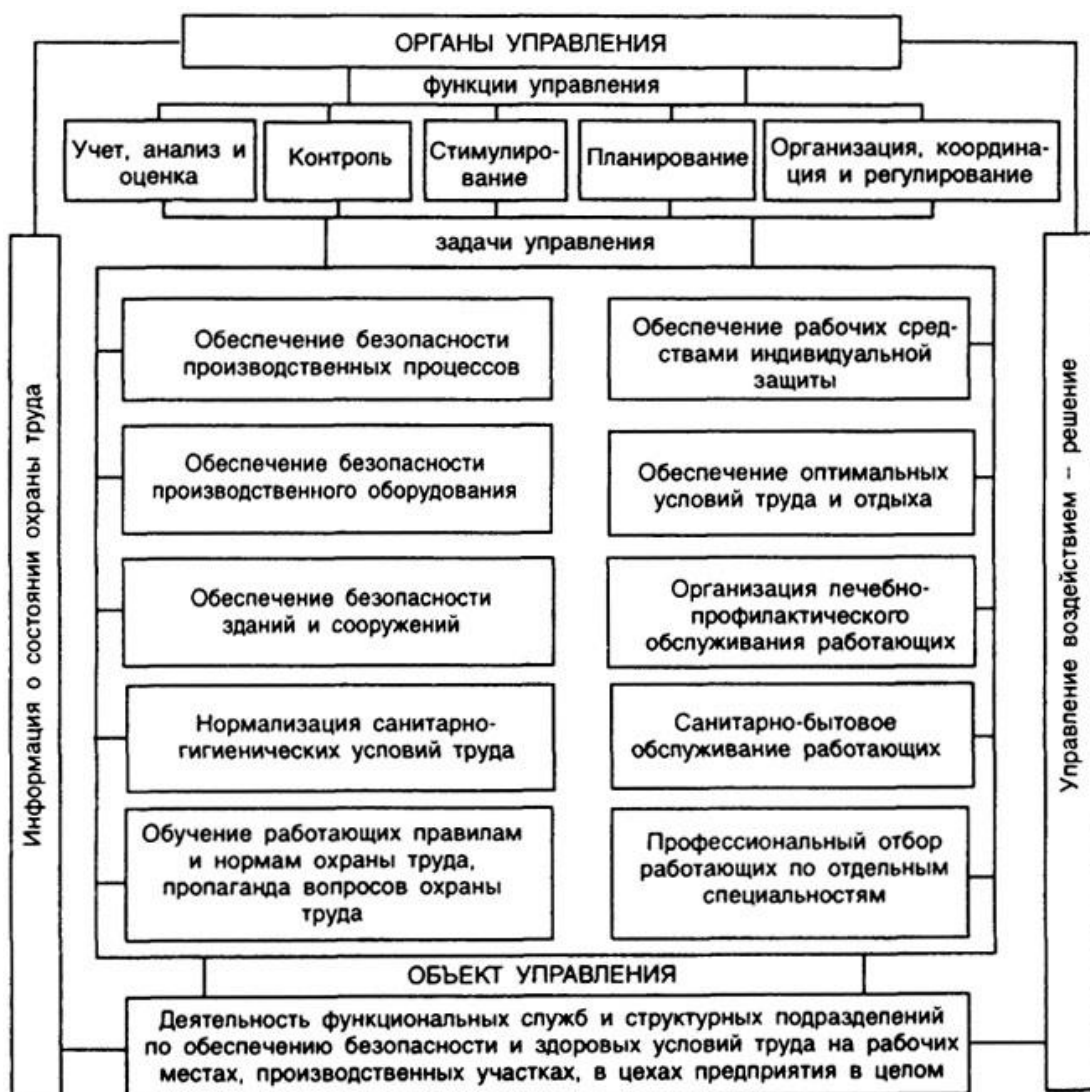 ОРГАНЫ УПРАВЛЕНИЯ
функции управления
Учет, анализ и
оценка
Контроль
Стимулиро-
вание
Планирование
Организация, координа-
ция и регулирование
задачи управления
Информация о состоянии охраны труда
Обеспечение безопасности
производственных процессов
Обеспечение рабочих сред-
ствами индивидуальной
защиты
Обеспечение безопасности
производственного оборудования
Обеспечение оптимальных
условий труда и отдыха
Обеспечение безопасности
зданий и сооружений
Организация лечебно-
профилактического
обслуживания работающих
Нормализация санитарно-
гигиенических условий труда
Санитарно-бытовое
обслуживание работающих
Обучение работающих правилам
и нормам охраны труда,
пропаганда вопросов охраны
труда
Профессиональный отбор
работающих по отдельным
специальностям
Управление воздействием – решение
ОБЪЕКТ УПРАВЛЕНИЯ
Деятельность функциональных служб и структурных подразделений
по обеспечению безопасности и здоровых условий труда на рабочих
местах, производственных участках, в цехах предприятия в целом